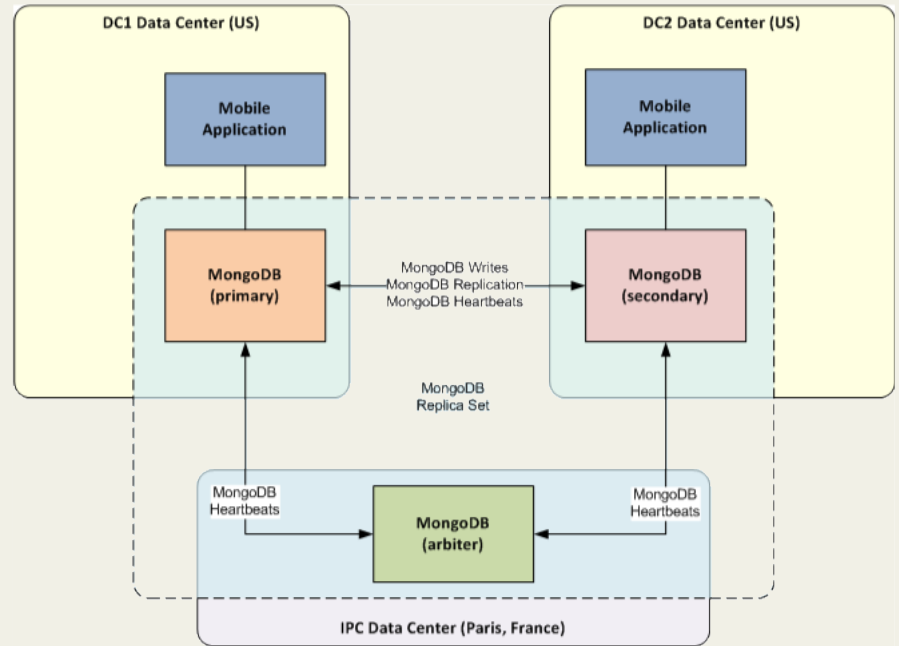 DC1 Data Center (US)
DC2 Data Center (US)
Mobile
Application
Mobile
Application
MongoDB
(primary)
MongoDB Writes
MongoDB Replication
MongoDB Heartbeats
MongoDB
(secondary)
MongoDB
Replica Set
MongoDB
Heartbeats
MongoDB
(arbiter)
MongoDB
Heartbeats
IPC Data Center (Paris, France)